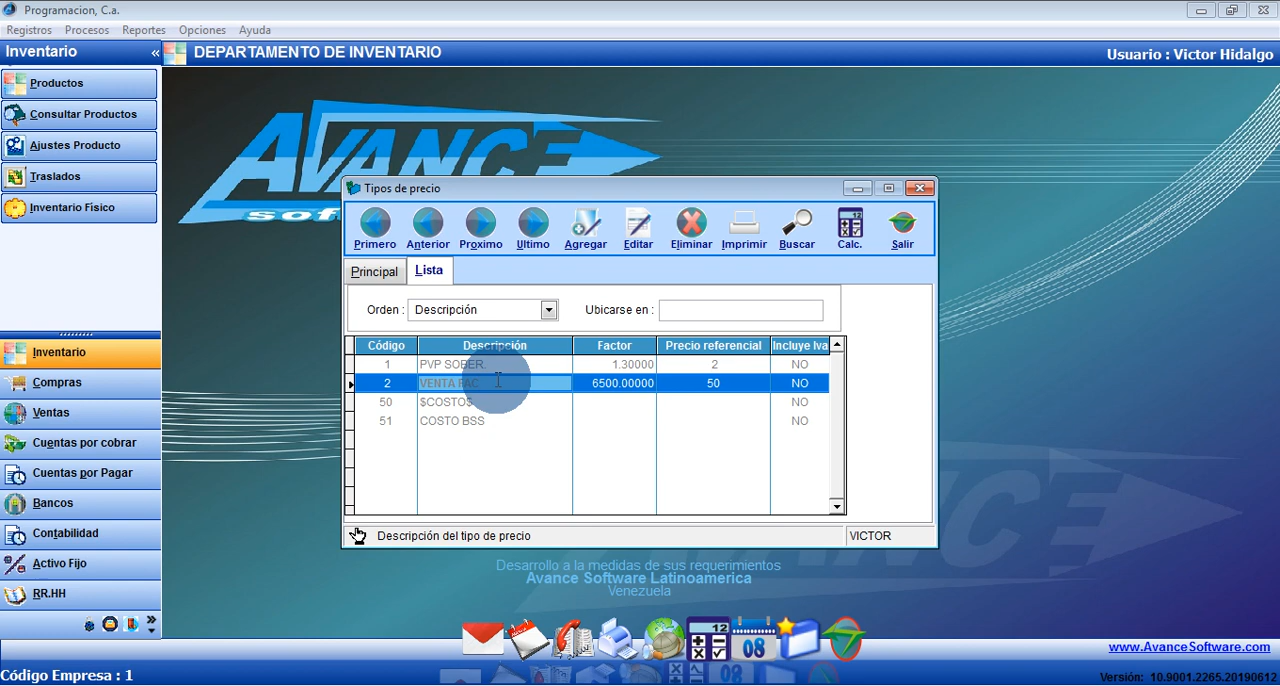 Programacion, C.a.
Registros Procesos Reportes Opciones Ayuda
Inventario «
DEPARTAMENTO DE INVENTARIO
Usuario : Victor Hidalgo
Productos
Consultar Productos
Ajustes Producto
Traslados
Inventario Físico
AVANCE
Tipos de precio
Primero Anterior Proximo Ultimo Agregar Editar Eliminar Imprimir Buscar Calc. Salir
Principal Lista
Orden : Descripción Ubicarse en :
Código Descripción Factor Precio referencial Incluye Iva
1 PVP SOBER. 1.30000 2 NO
2 VENTA FAC 6500.00000 50 NO
50 $COSTO$ NO
51 COSTO BSS NO
Descripción del tipo de precio VICTOR
Inventario
Compras
Ventas
Cuentas por cobrar
Cuentas por Pagar
Bancos
Contabilidad
Activo Fijo
RR.HH
Desarrollo a la medidas de sus requerimientos
Avance Software Latinoamerica
Venezuela
12
08
www.AvanceSoftware.com
Código Empresa : 1
Versión: 10.9001.2265.20190612